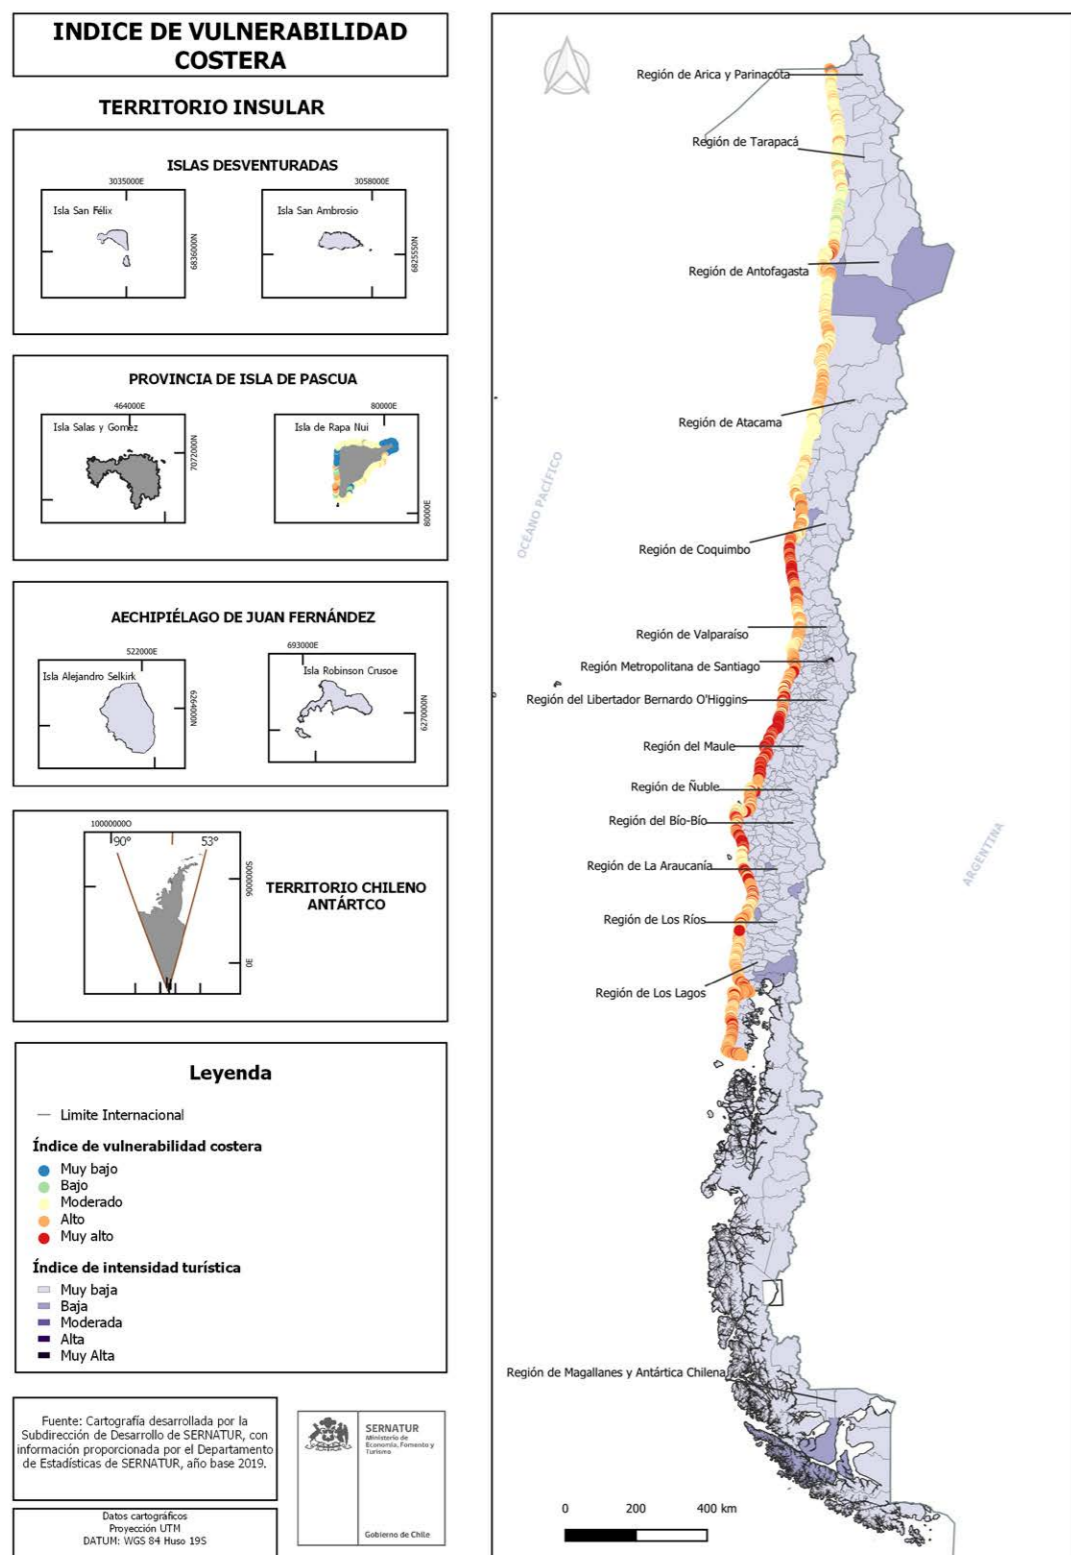 INDICE DE VULNERABILIDAD
COSTERA
TERRITORIO INSULAR
ISLAS DESVENTURADAS
3035000E
Isla San Félix
6836000N
3058000E
Isla San Ambrosio
6825550N
PROVINCIA DE ISLA DE PASCUA
464000E
Isla Salas y Gomez
7072000N
80000E
Isla de Rapa Nui
80000E
AECHIPIÉLAGO DE JUAN FERNÁNDEZ
522000E
Isla Alejandro Selkirk
6264000N
693000E
Isla Robinson Crusoe
6270000N
10000000O
90°
53°
9000000S
0E
TERRITORIO CHILENO
ANTÁRTCO
Leyenda
Limite Internacional
Índice de vulnerabilidad costera
Muy bajo
Bajo
Moderado
Alto
Muy alto
Índice de intensidad turística
Muy baja
Baja
Moderada
Alta
Muy Alta
Fuente: Cartografía desarrollada por la
Subdirección de Desarrollo de SERNATUR, con
información proporcionada por el Departamento
de Estadísticas de SERNATUR, año base 2019.
SERNATUR
Ministerio de
Economía, Fomento y
Turismo
Gobierno de Chile
Datos cartográficos
Proyección UTM
DATUM: WGS 84 Huso 19S
Región de Arica y Parinacota
Región de Tarapacá
Región de Antofagasta
Región de Atacama
OCÉANO PACÍFICO
Región de Coquimbo
Región de Valparaíso
Región Metropolitana de Santiago
Región del Libertador Bernardo O'Higgins
Región del Maule
Región de Ñuble
Región del Bío-Bío
ARGENTINA
Región de La Araucanía
Región de Los Ríos
Región de Los Lagos
Región de Magallanes y Antártica Chilena
0 200 400 km